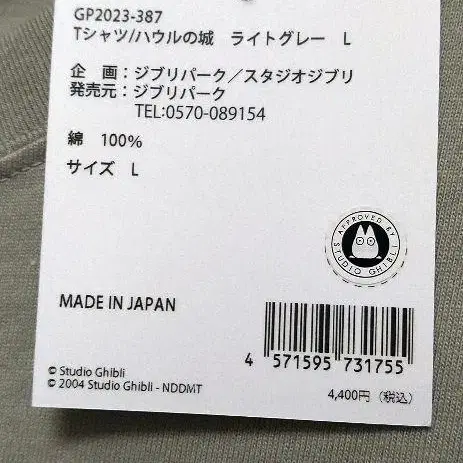 GP2023-387
Tシャツ/ハウルの城　ライトグレー　L
企　画：ジブリパーク／スタジオジブリ
発売元：ジブリパーク
TEL:0570-089154
綿　100%
サイズ　L
APPROVED BY
STUDIO GHIBLI
MADE IN JAPAN
4 571595 731755
© Studio Ghibli
© 2004 Studio Ghibli - NDDMT
4,400円（税込）